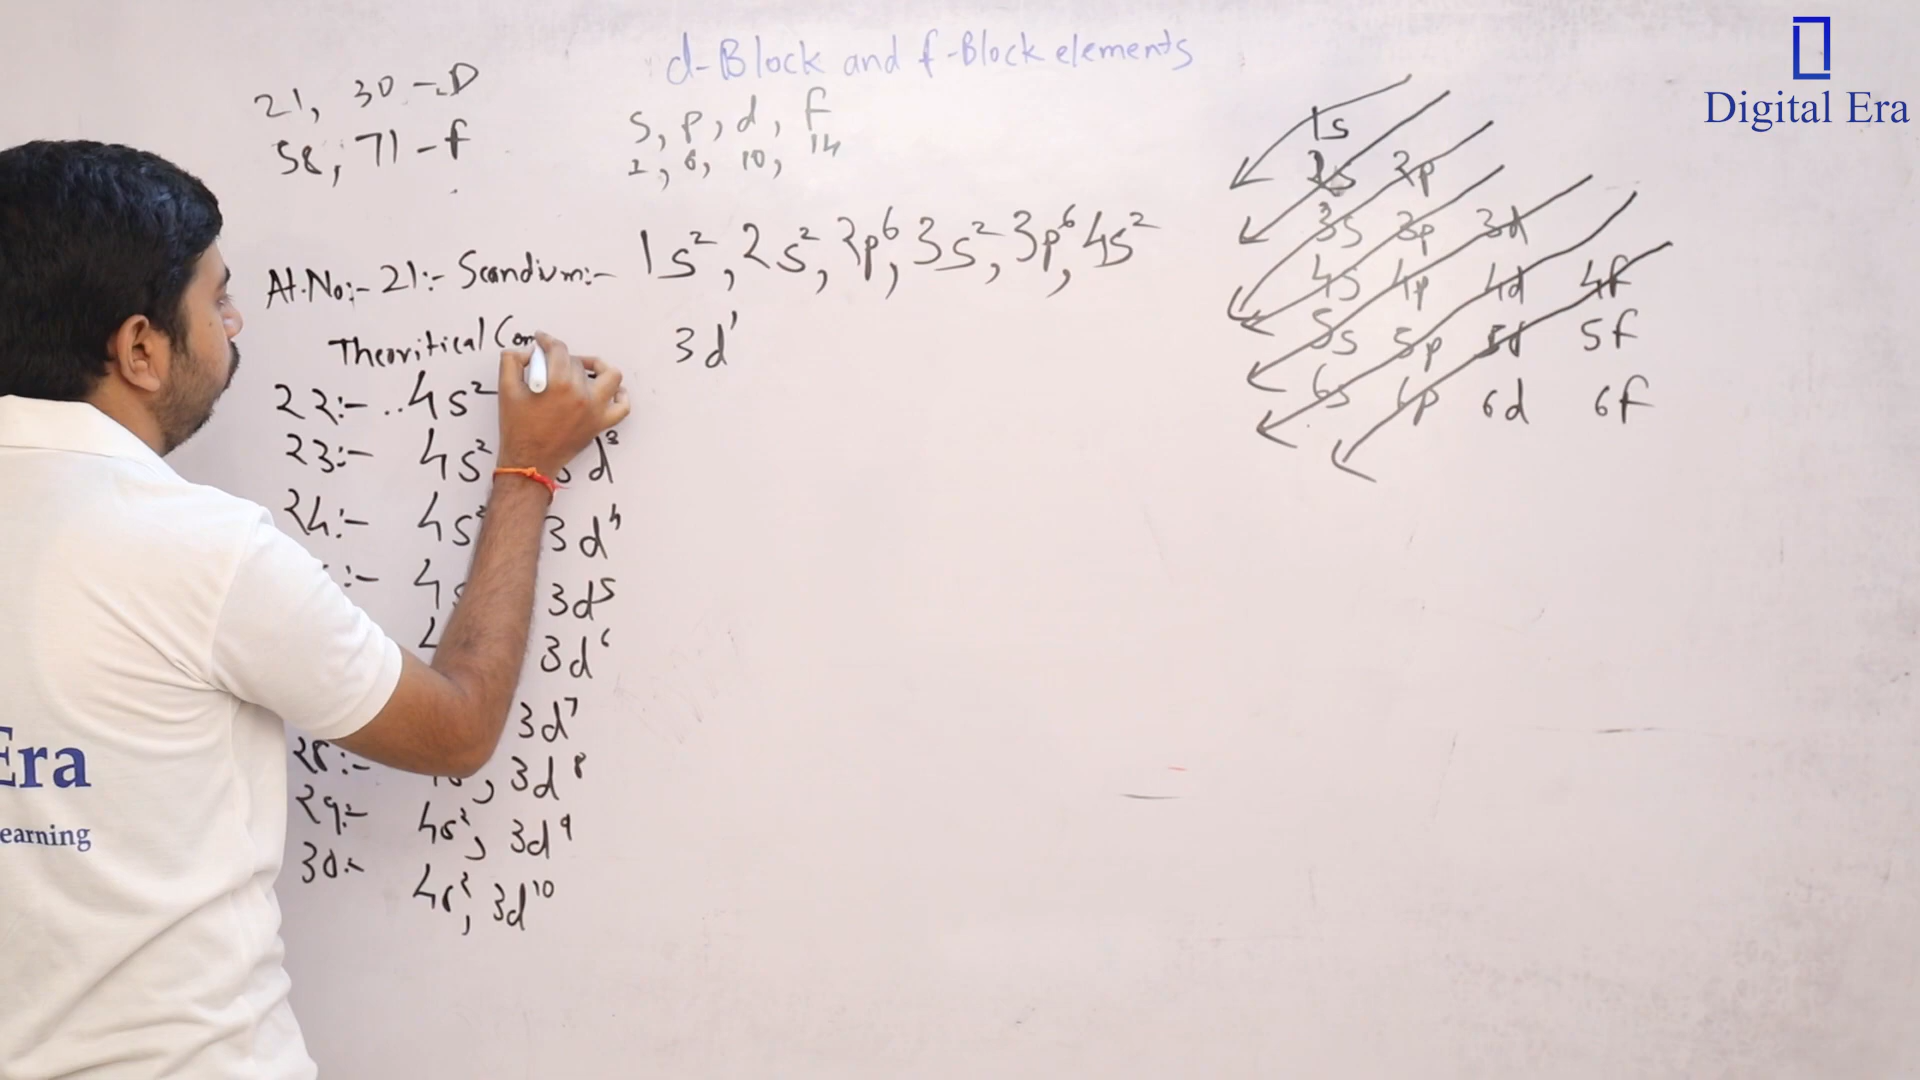 d-Block and f-Block elements
21, 30 - D
58, 71 - f
s, p, d, f
2, 6, 10, 14
At.No:- 21:- Scandium:- 1s², 2s², 2p⁶, 3s², 3p⁶, 4s²
3d¹
Theoritical Con
22:- ..4s²
23:- 4s² 3d³
24:- 4s² 3d⁴
:- 4s 3d⁵
4 3d⁶
3d⁷
28:- , 3d⁸
29:- 4s², 3d⁹
30:- 4s², 3d¹⁰
1s
2s 2p
3s 3p 3d
4s 4p 4d 4f
5s 5p 5d 5f
6s 6p 6d 6f
Digital Era
Era
earning